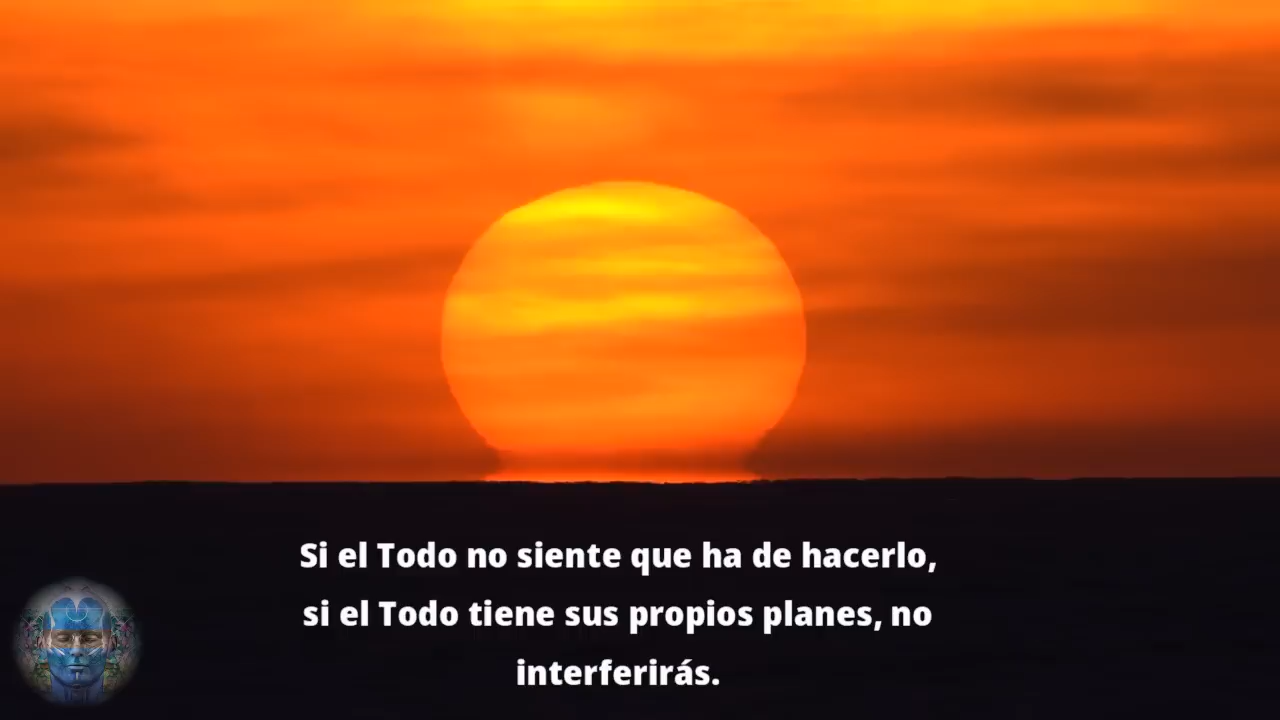 Si el Todo no siente que ha de hacerlo,
si el Todo tiene sus propios planes, no
interferirás.